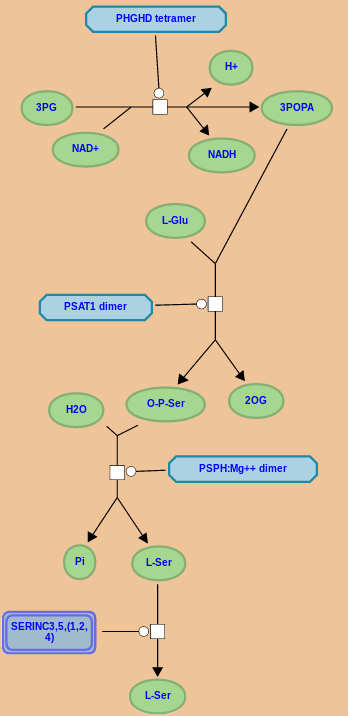 PHGHD tetramer
H+
3PG
3POPA
NAD+
NADH
L-Glu
PSAT1 dimer
H2O
O-P-Ser
2OG
PSPH:Mg++ dimer
Pi
L-Ser
SERINC3,5,(1,2,
4)
L-Ser